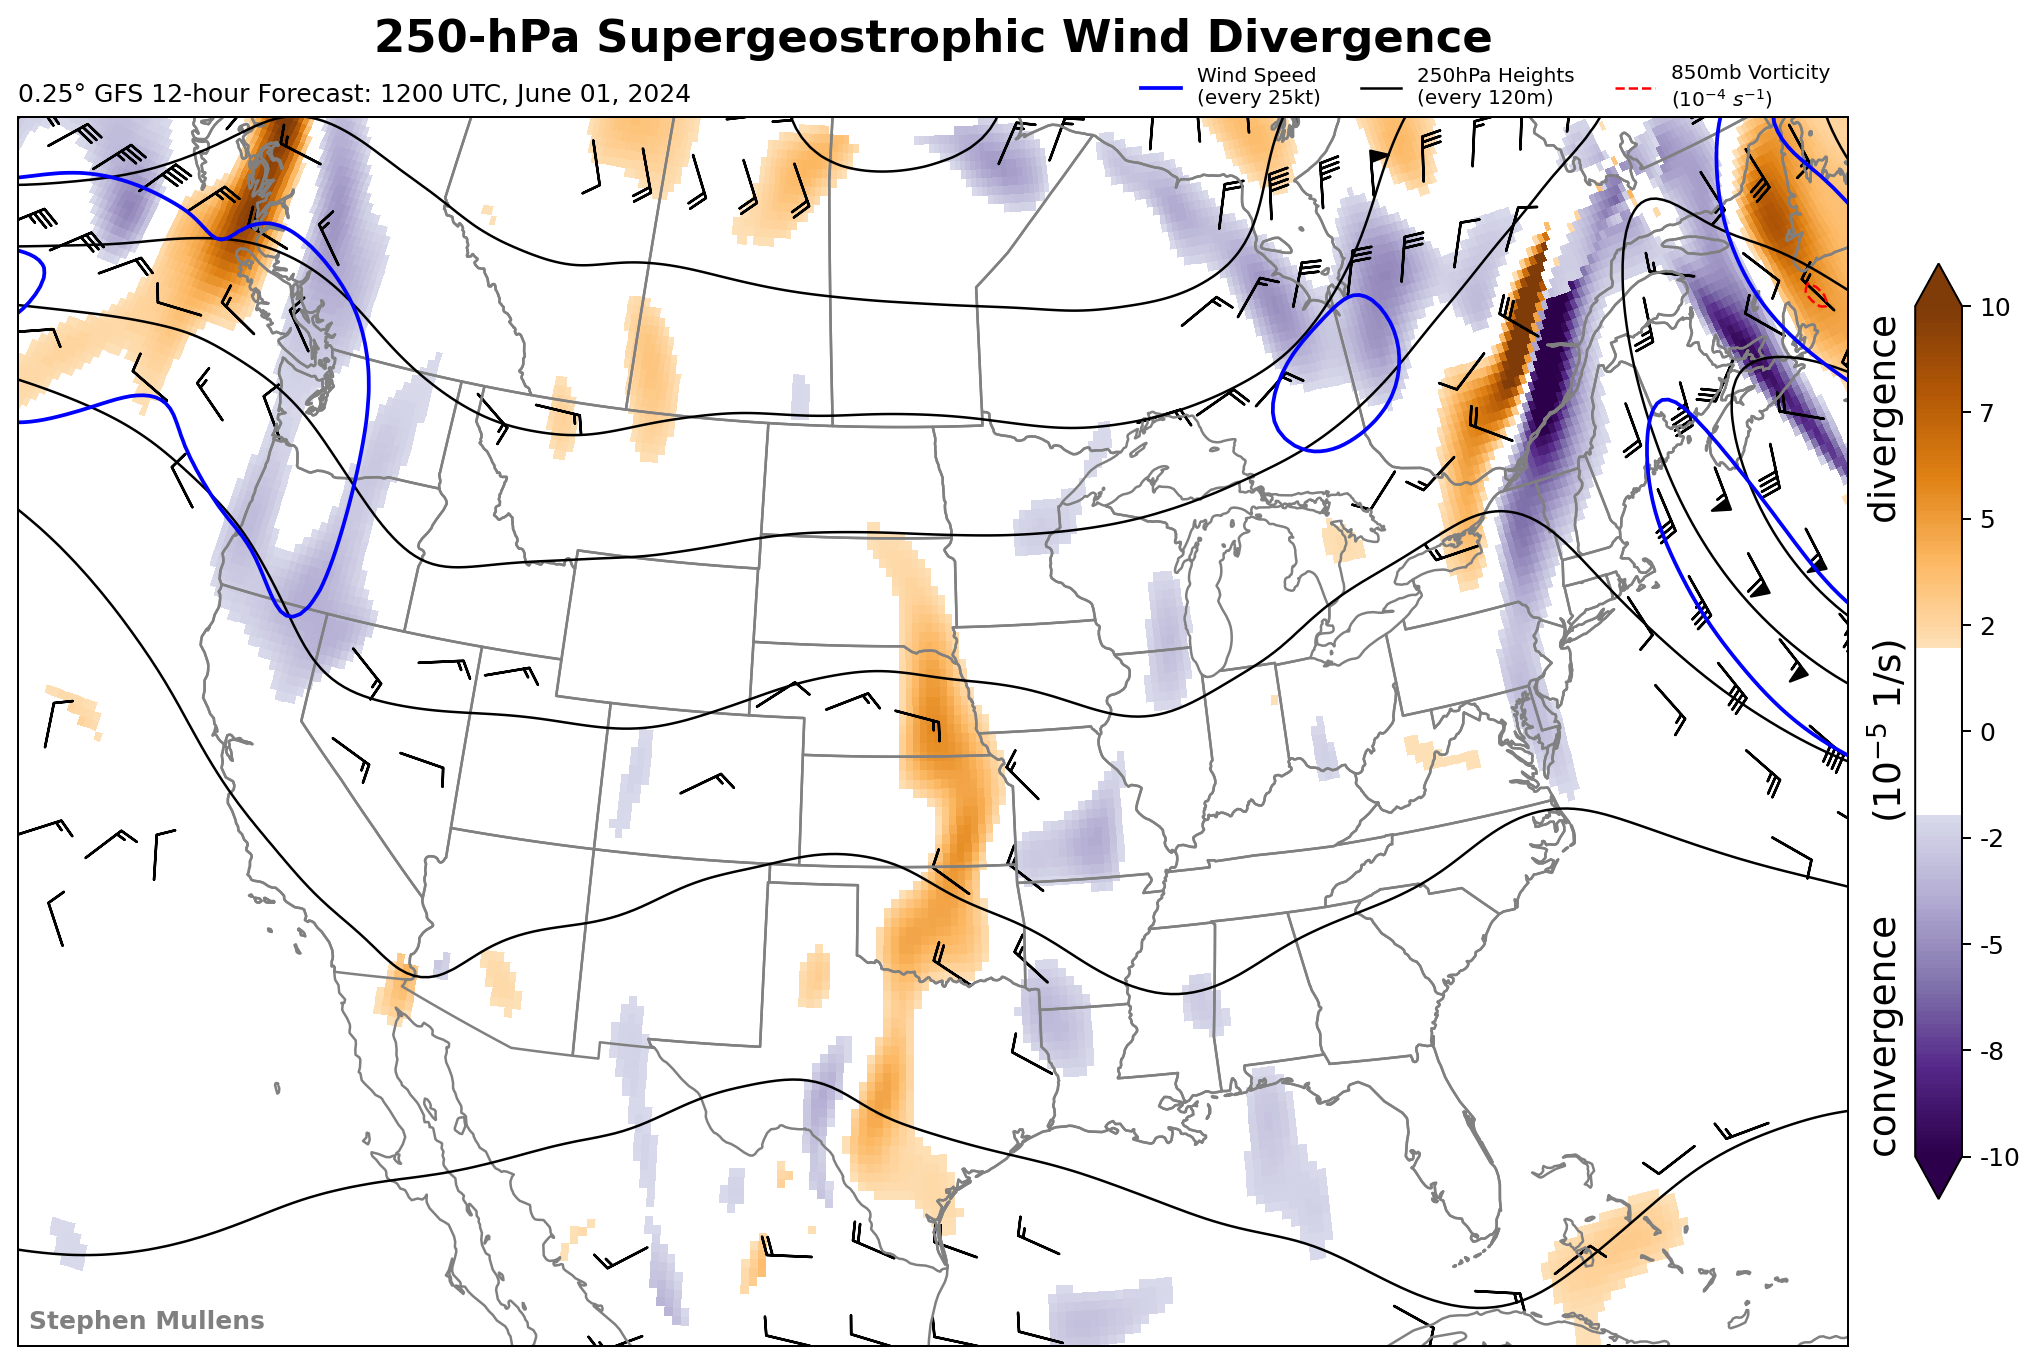 250-hPa Supergeostrophic Wind Divergence
0.25° GFS 12-hour Forecast: 1200 UTC, June 01, 2024
Wind Speed
(every 25kt)
250hPa Heights
(every 120m)
850mb Vorticity
(10⁻⁴ s⁻¹)
10
7
5
2
0
-2
-5
-8
-10
convergence (10⁻⁵ 1/s) divergence
Stephen Mullens